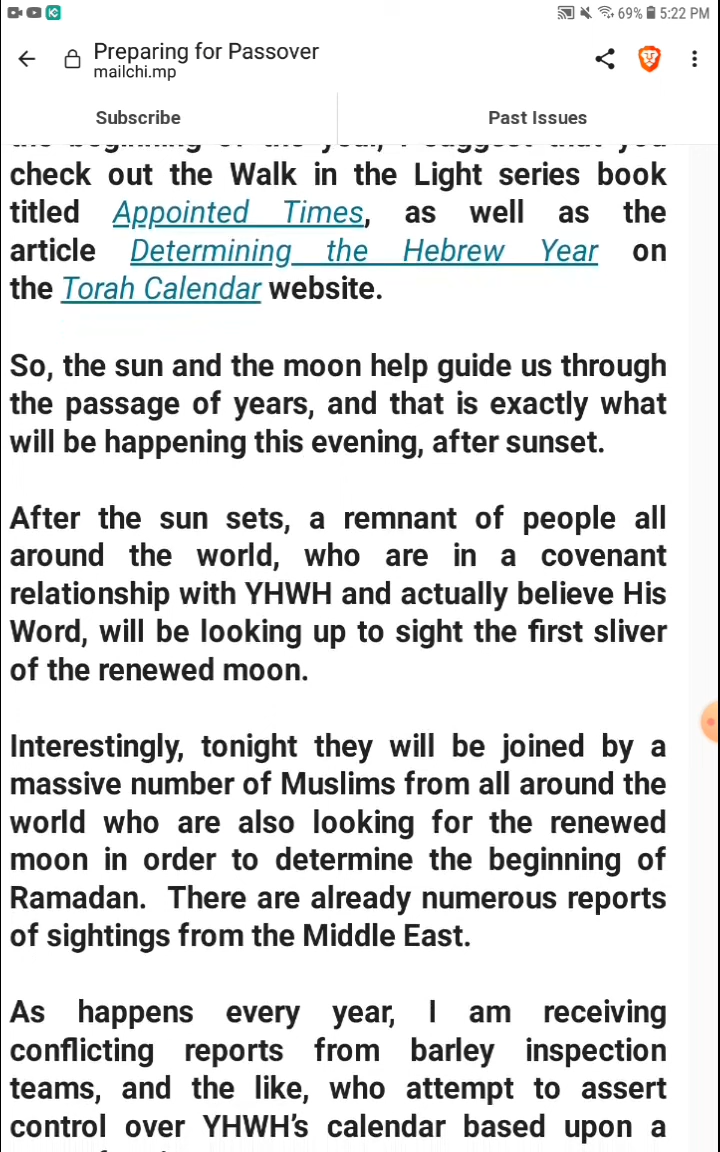 69% 5:22 PM
Preparing for Passover
mailchi.mp
Subscribe
Past Issues
the beginning of the year, I suggest that you
check out the Walk in the Light series book
titled Appointed Times, as well as the
article Determining the Hebrew Year on
the Torah Calendar website.
So, the sun and the moon help guide us through
the passage of years, and that is exactly what
will be happening this evening, after sunset.
After the sun sets, a remnant of people all
around the world, who are in a covenant
relationship with YHWH and actually believe His
Word, will be looking up to sight the first sliver
of the renewed moon.
Interestingly, tonight they will be joined by a
massive number of Muslims from all around the
world who are also looking for the renewed
moon in order to determine the beginning of
Ramadan. There are already numerous reports
of sightings from the Middle East.
As happens every year, I am receiving
conflicting reports from barley inspection
teams, and the like, who attempt to assert
control over YHWH’s calendar based upon a